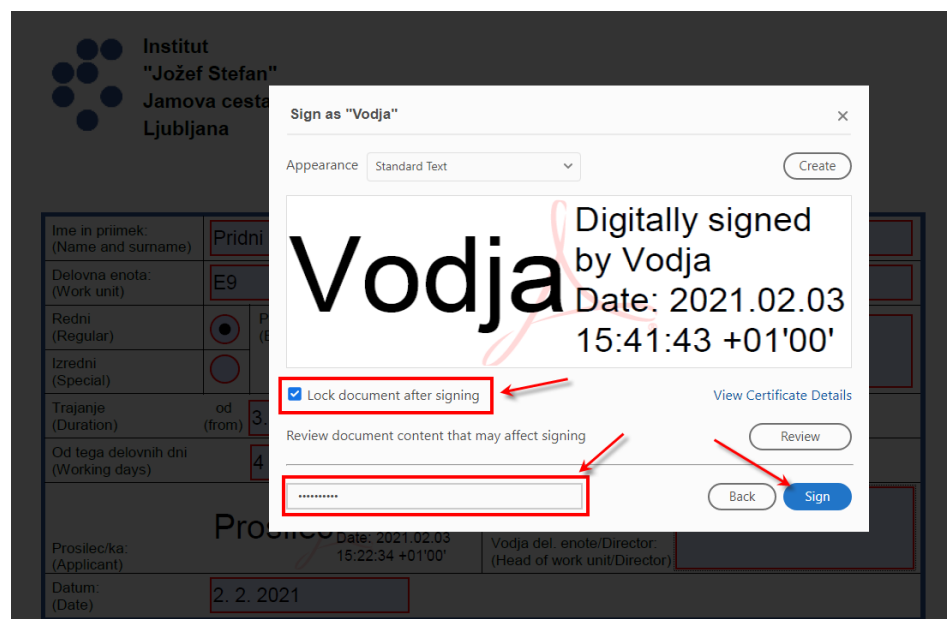 Institut
"Jožef Stefan"
Jamova cesta
Ljubljana
Sign as "Vodja"
Appearance Standard Text Create
Vodja
Digitally signed
by Vodja
Date: 2021.02.03
15:41:43 +01'00'
Lock document after signing View Certificate Details
Review document content that may affect signing Review
Back Sign
Ime in priimek:
(Name and surname)
Pridni
Delovna enota:
(Work unit)
E9
Redni
(Regular)
Izredni
(Special)
Trajanje
(Duration)
od
(from)
3.
Od tega delovnih dni
(Working days)
4
Prosilec/ka:
(Applicant)
Date: 2021.02.03
15:22:34 +01'00'
Vodja del. enote/Director:
(Head of work unit/Director)
Datum:
(Date)
2. 2. 2021